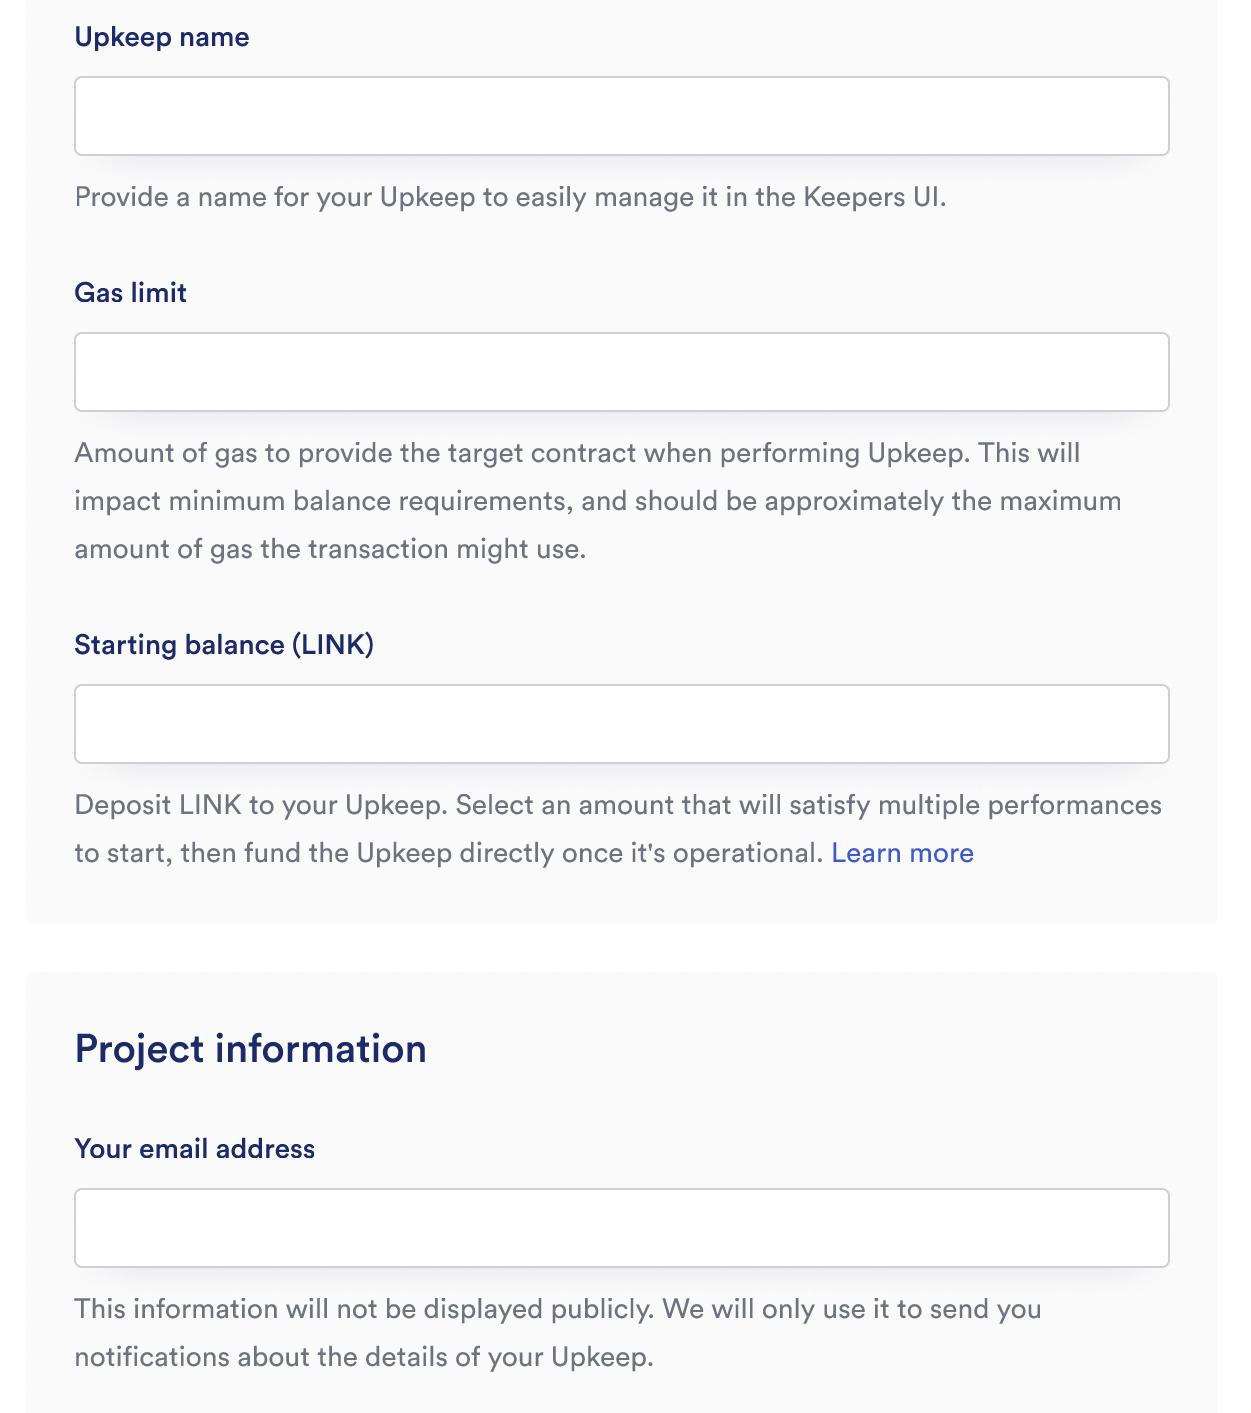 Upkeep name
Provide a name for your Upkeep to easily manage it in the Keepers UI.
Gas limit
Amount of gas to provide the target contract when performing Upkeep. This will
impact minimum balance requirements, and should be approximately the maximum
amount of gas the transaction might use.
Starting balance (LINK)
Deposit LINK to your Upkeep. Select an amount that will satisfy multiple performances
to start, then fund the Upkeep directly once it's operational. Learn more
Project information
Your email address
This information will not be displayed publicly. We will only use it to send you
notifications about the details of your Upkeep.